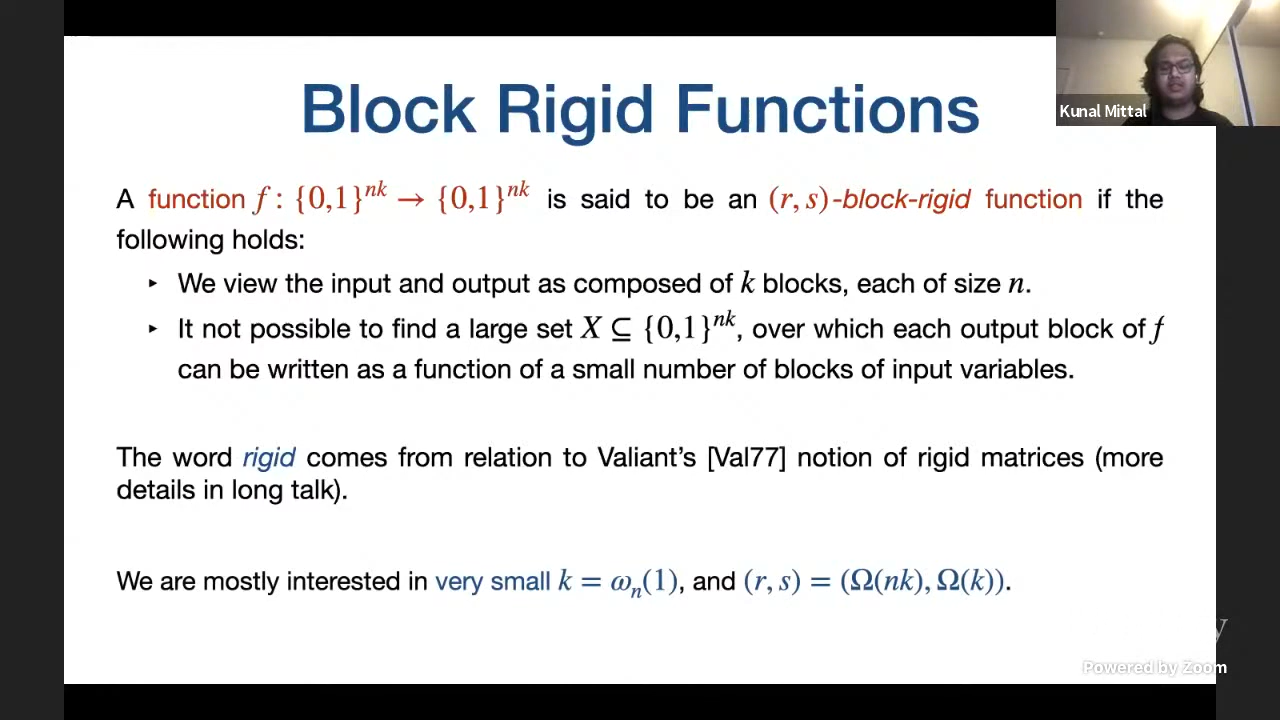 Block Rigid Functions
Kunal Mittal
A function f : {0,1}^{nk} → {0,1}^{nk} is said to be an (r, s)-block-rigid function if the
following holds:
‣ We view the input and output as composed of k blocks, each of size n.
‣ It not possible to find a large set X ⊆ {0,1}^{nk}, over which each output block of f
can be written as a function of a small number of blocks of input variables.
The word rigid comes from relation to Valiant's [Val77] notion of rigid matrices (more
details in long talk).
We are mostly interested in very small k = ω_n(1), and (r, s) = (Ω(nk), Ω(k)).
Powered by Zoom